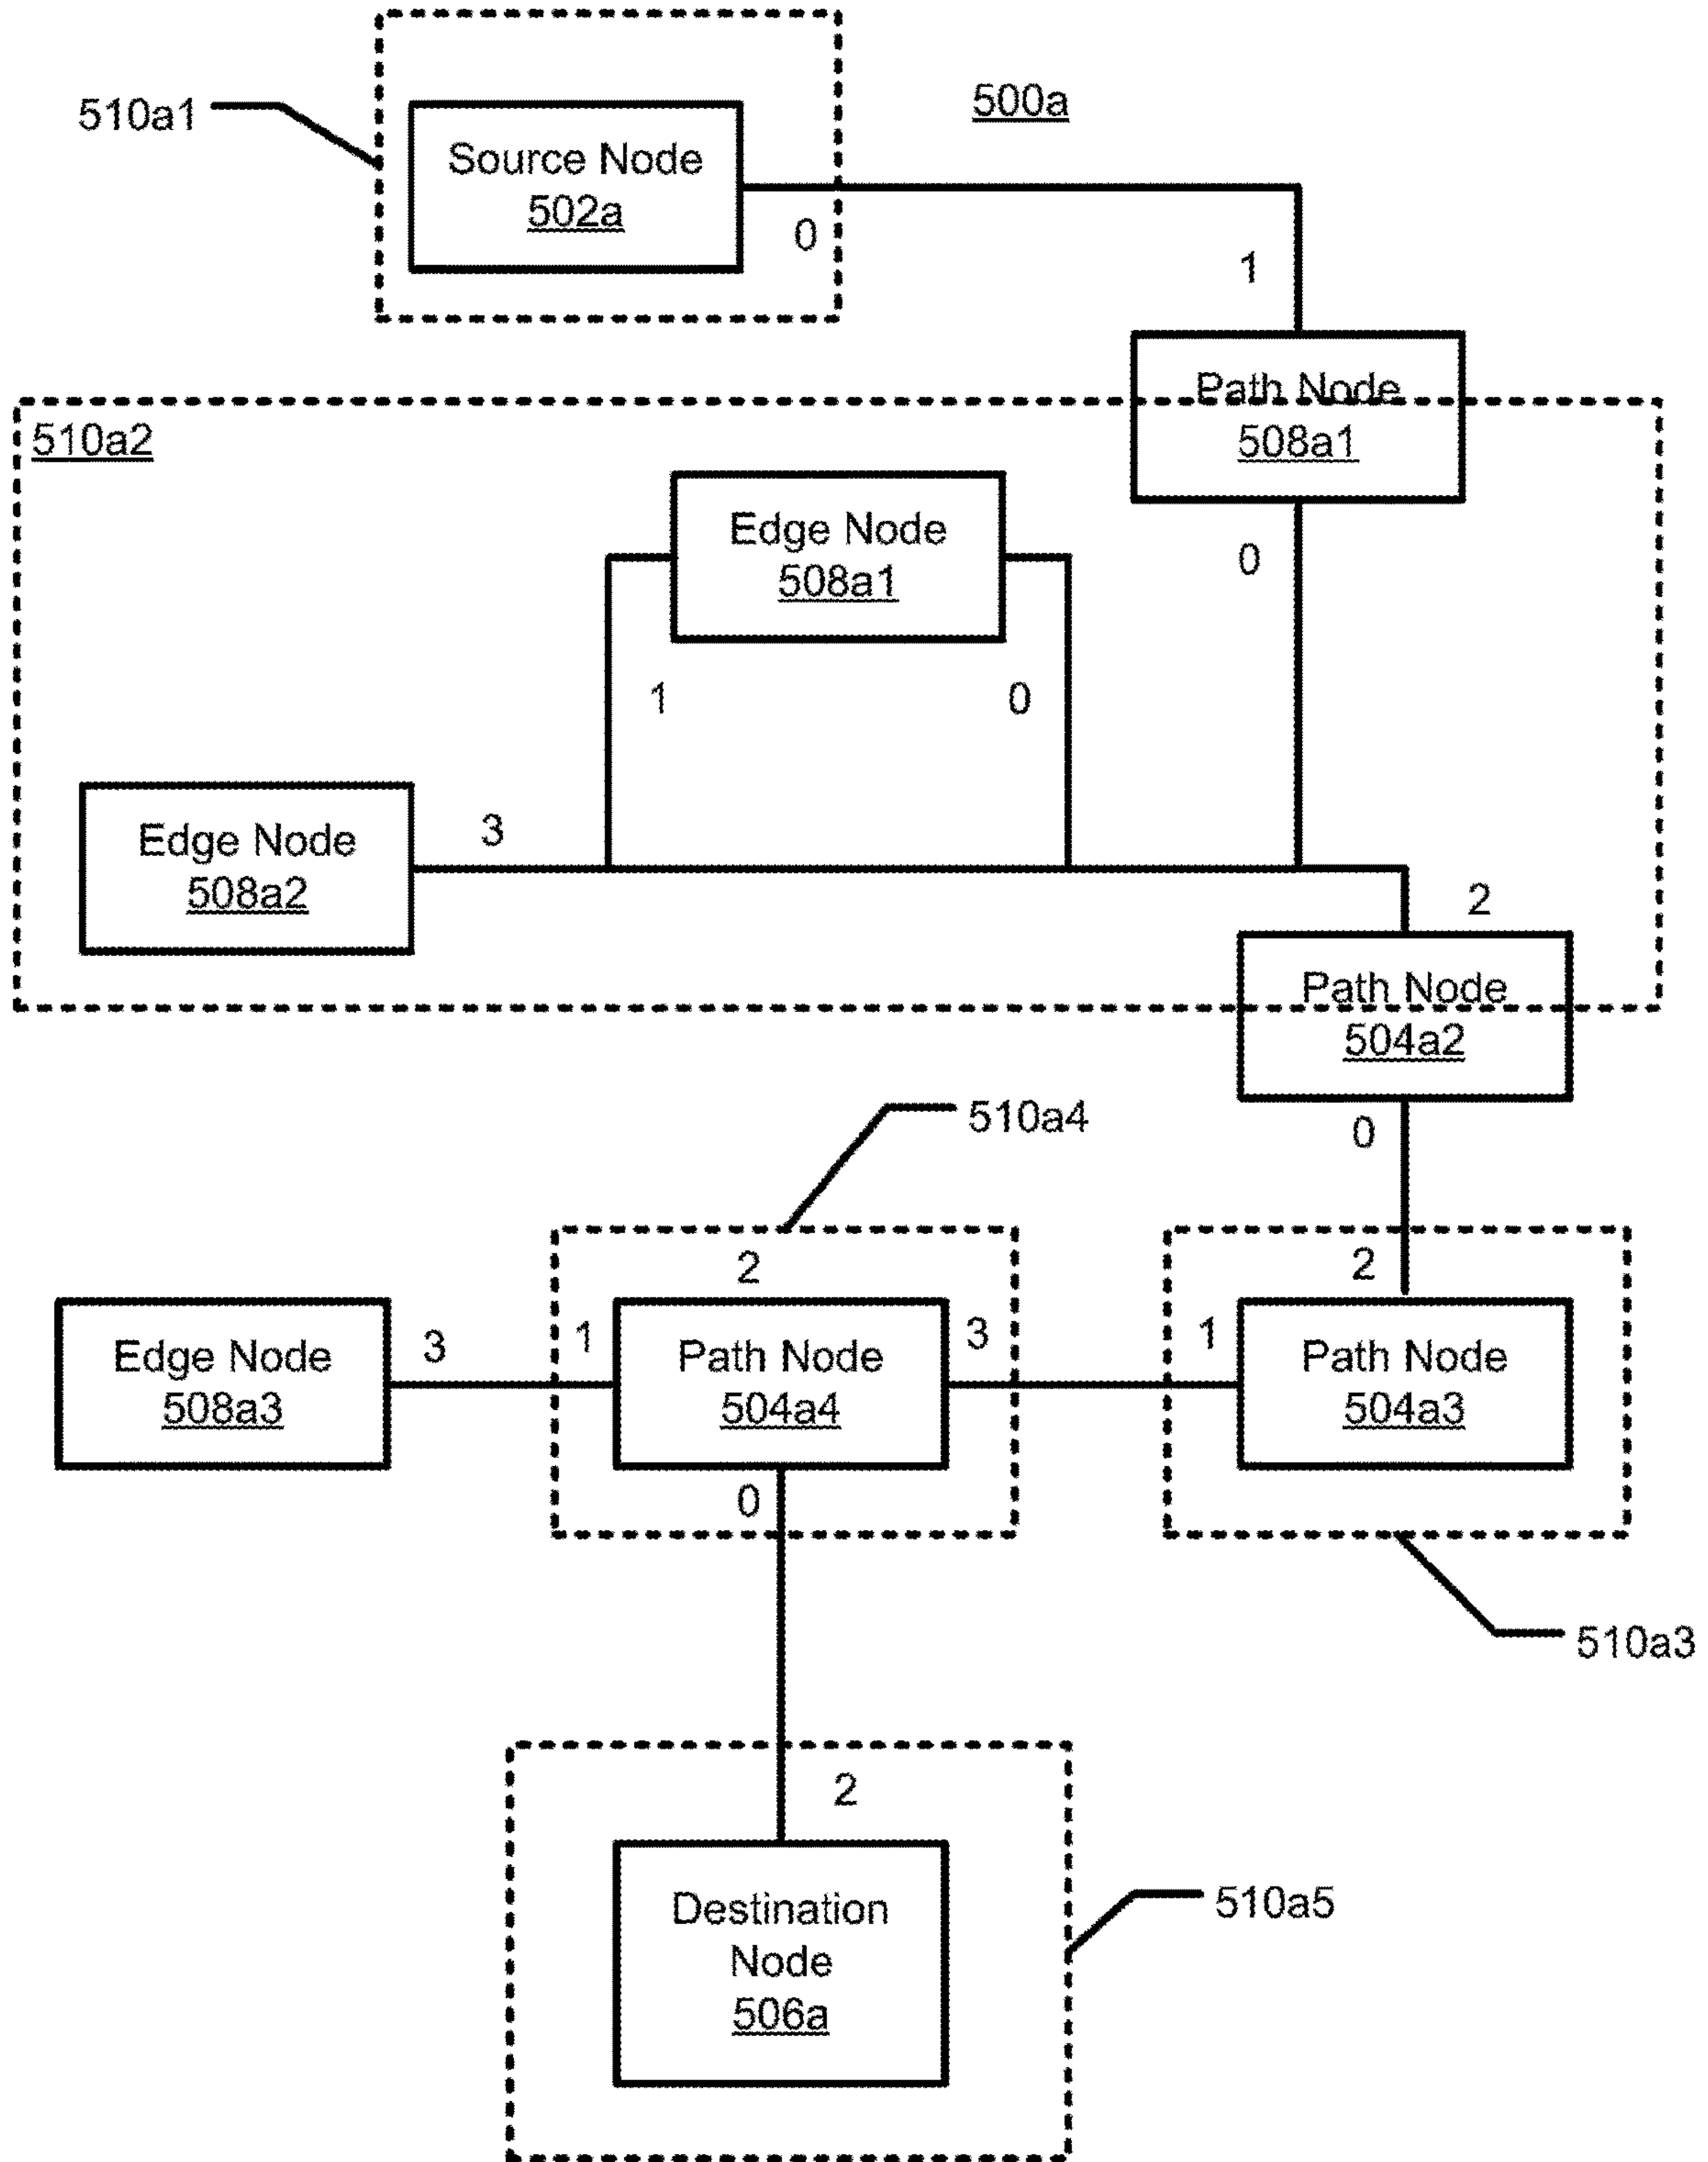 510a1
500a
Source Node
502a
0
1
Path Node
508a1
510a2
Edge Node
508a1
0
1
0
Edge Node
508a2
3
2
Path Node
504a2
0
510a4
2
2
Edge Node
508a3
3
1
Path Node
504a4
3
1
Path Node
504a3
0
510a3
2
Destination
Node
506a
510a5